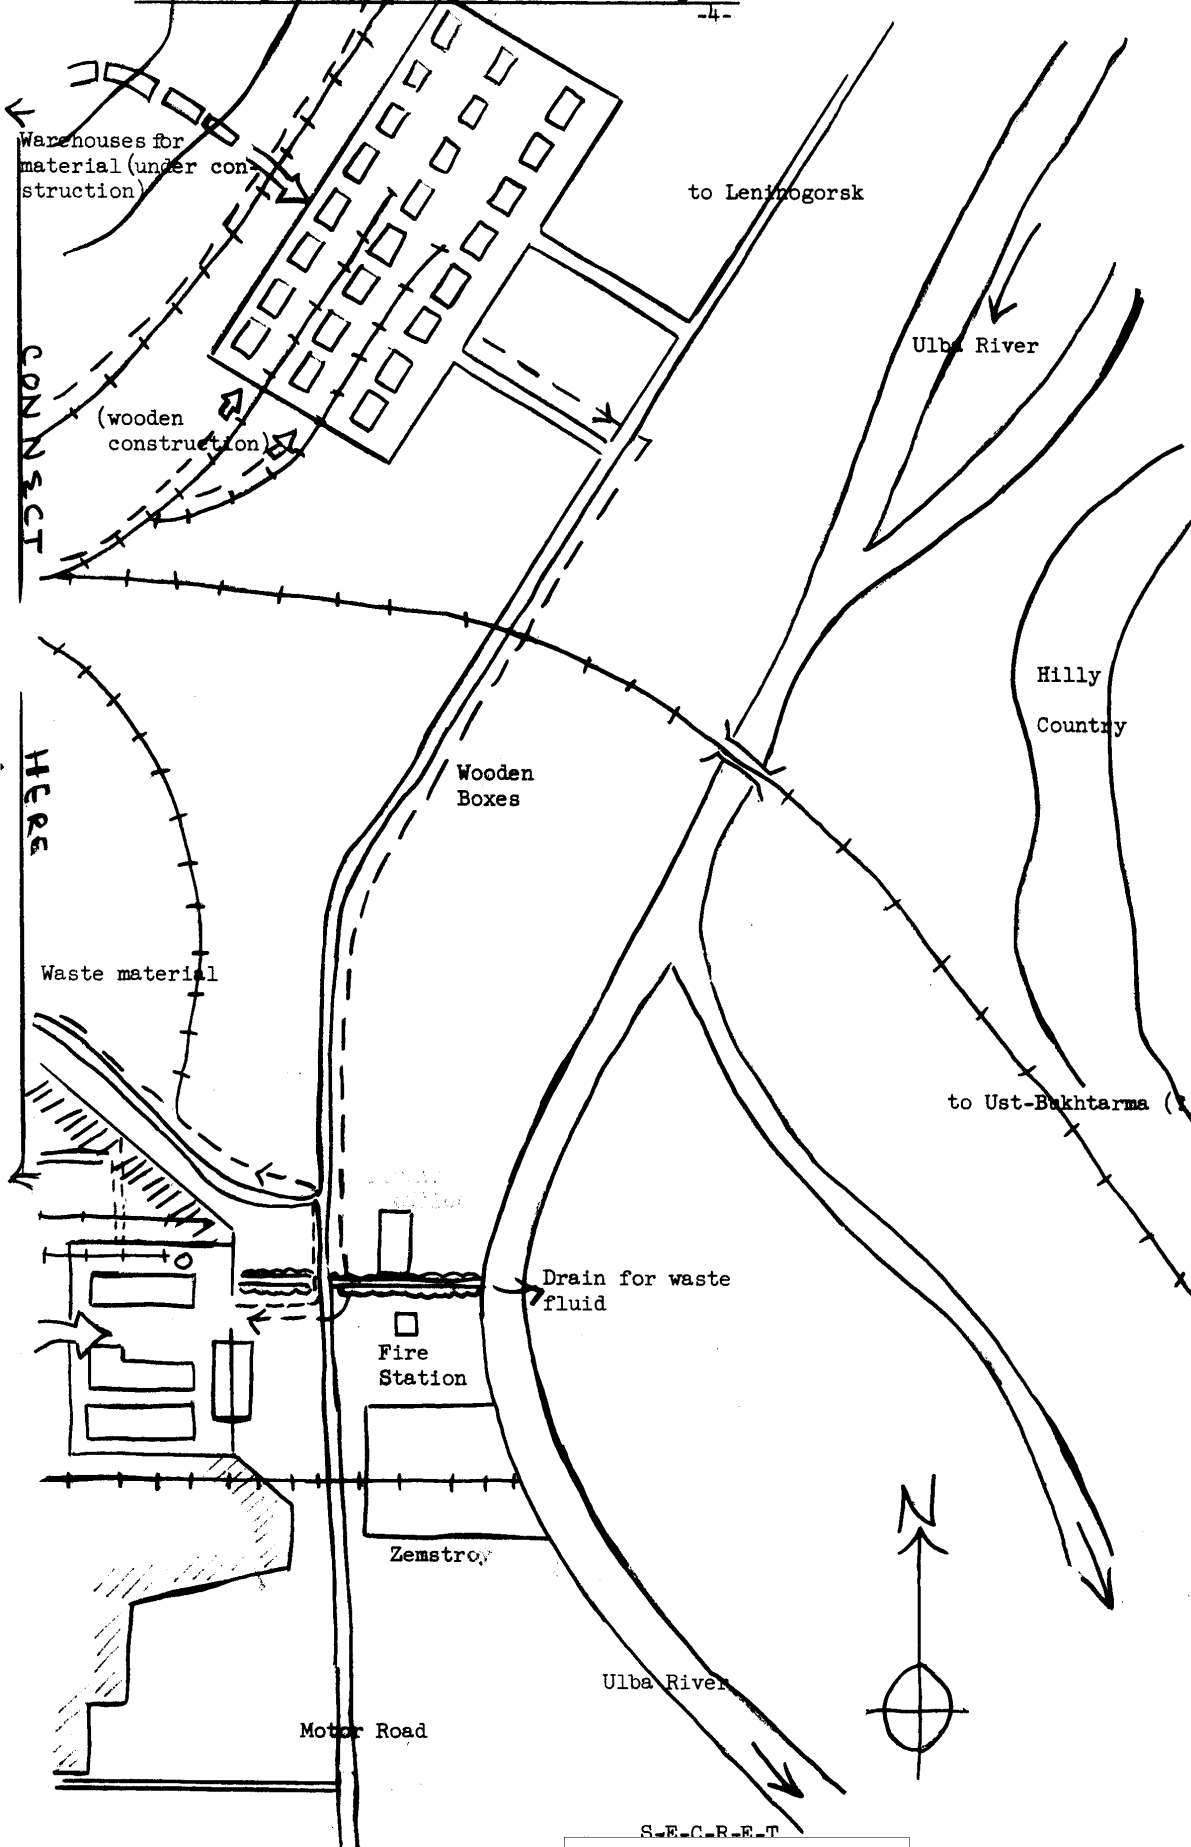 -4-
Warehouses for
material (under con-
struction)
to Leninogorsk
Ulba River
CONNECT
(wooden
construction)
Hilly
Country
HERE
Wooden
Boxes
Waste material
to Ust-Bukhtarma (?
Drain for waste
fluid
Fire
Station
N
Zemstroy
Ulba River
Motor Road
S-E-C-R-E-T